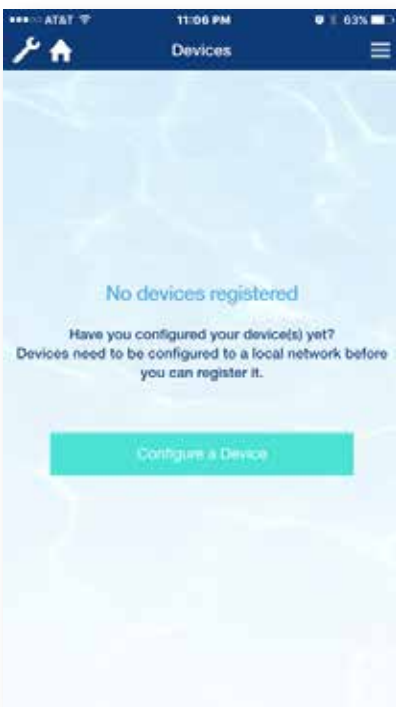 AT&T 11:06 PM 63%
Devices
No devices registered
Have you configured your device(s) yet?
Devices need to be configured to a local network before
you can register it.
Configure a Device